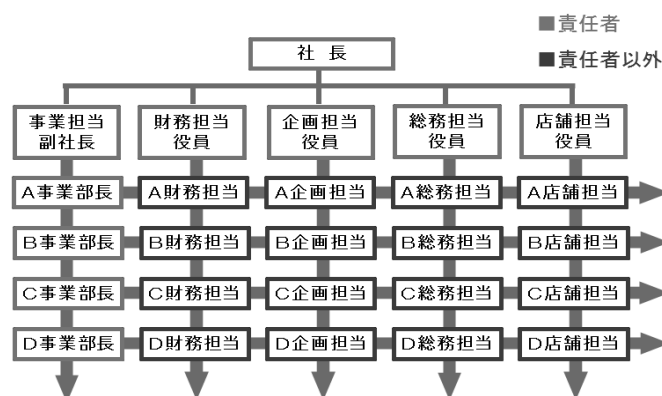 ■責任者
■責任者以外
社 長
事業担当
副社長
財務担当
役員
企画担当
役員
総務担当
役員
店舗担当
役員
A事業部長
A財務担当
A企画担当
A総務担当
A店舗担当
B事業部長
B財務担当
B企画担当
B総務担当
B店舗担当
C事業部長
C財務担当
C企画担当
C総務担当
C店舗担当
D事業部長
D財務担当
D企画担当
D総務担当
D店舗担当